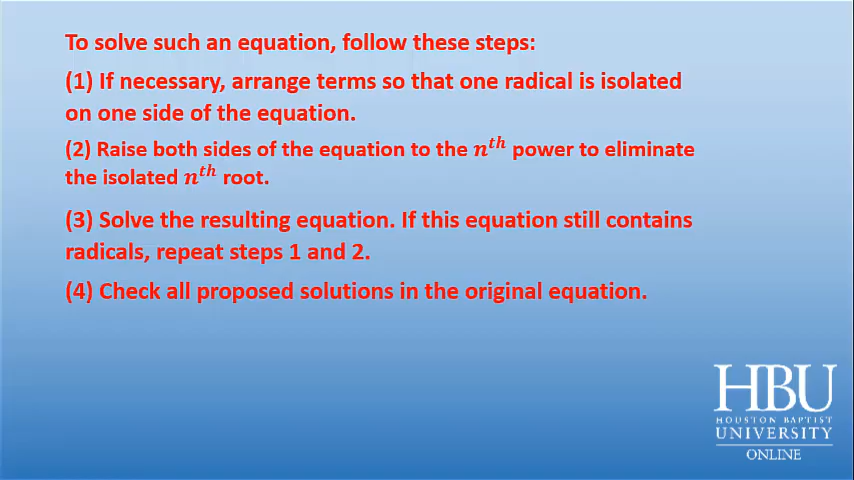 To solve such an equation, follow these steps:
(1) If necessary, arrange terms so that one radical is isolated
on one side of the equation.
(2) Raise both sides of the equation to the n^th power to eliminate
the isolated n^th root.
(3) Solve the resulting equation. If this equation still contains
radicals, repeat steps 1 and 2.
(4) Check all proposed solutions in the original equation.
HBU
HOUSTON BAPTIST
UNIVERSITY
ONLINE